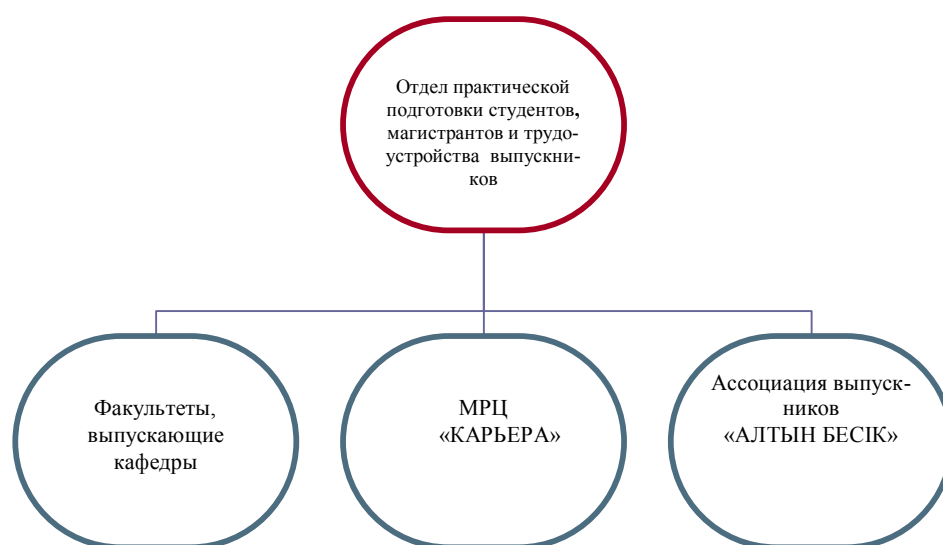 Отдел практической
подготовки студентов,
магистрантов и трудо-
устройства выпускни-
ков
Факультеты,
выпускающие
кафедры
МРЦ
«КАРЬЕРА»
Ассоциация выпуск-
ников
«АЛТЫН БЕСІК»